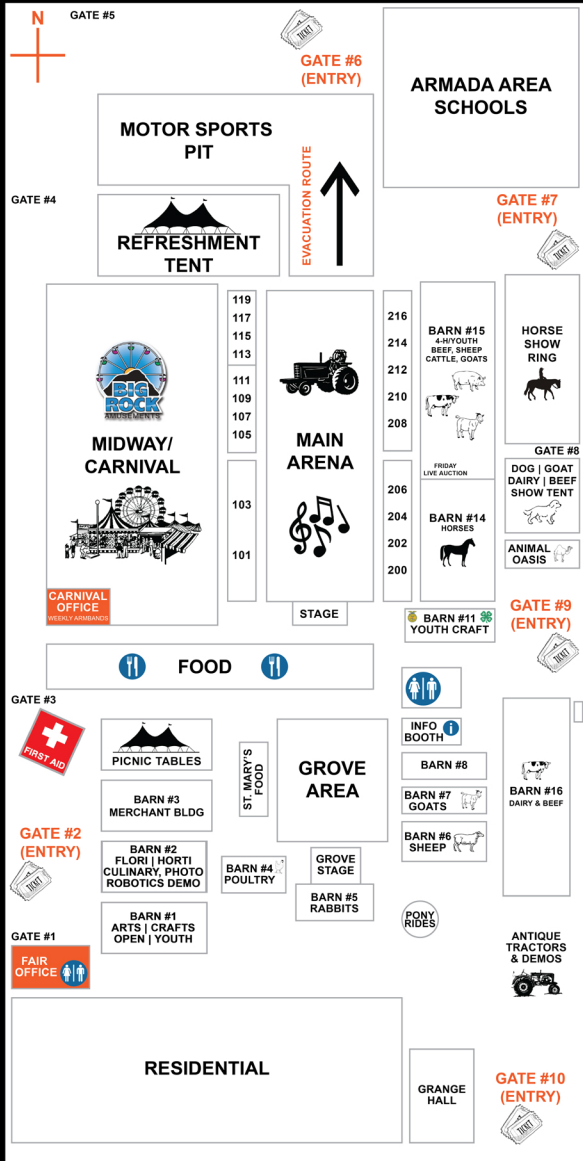 N
GATE #5
GATE #6
(ENTRY)
TICKET
ARMADA AREA
SCHOOLS
MOTOR SPORTS
PIT
EVACUATION ROUTE
GATE #4
REFRESHMENT
TENT
GATE #7
(ENTRY)
TICKET
119
117
115
113
111
109
107
105
103
101
BIG
ROCK
AMUSEMENTS
MIDWAY/
CARNIVAL
CARNIVAL
OFFICE
WEEKLY ARMBANDS
MAIN
ARENA
STAGE
216
214
212
210
208
206
204
202
200
BARN #15
4-H/YOUTH
BEEF, SHEEP
CATTLE, GOATS
FRIDAY
LIVE AUCTION
BARN #14
HORSES
HORSE
SHOW
RING
GATE #8
DOG | GOAT
DAIRY | BEEF
SHOW TENT
ANIMAL
OASIS
BARN #11
YOUTH CRAFT
GATE #9
(ENTRY)
TICKET
FOOD
GATE #3
FIRST AID
PICNIC TABLES
ST. MARY'S
FOOD
GROVE
AREA
INFO
BOOTH
i
BARN #8
BARN #7
GOATS
BARN #6
SHEEP
BARN #16
DAIRY & BEEF
BARN #3
MERCHANT BLDG
GATE #2
(ENTRY)
TICKET
BARN #2
FLORI | HORTI
CULINARY, PHOTO
ROBOTICS DEMO
BARN #4
POULTRY
GROVE
STAGE
BARN #5
RABBITS
BARN #1
ARTS | CRAFTS
OPEN | YOUTH
PONY
RIDES
GATE #1
FAIR
OFFICE
ANTIQUE
TRACTORS
& DEMOS
RESIDENTIAL
GRANGE
HALL
GATE #10
(ENTRY)
TICKET